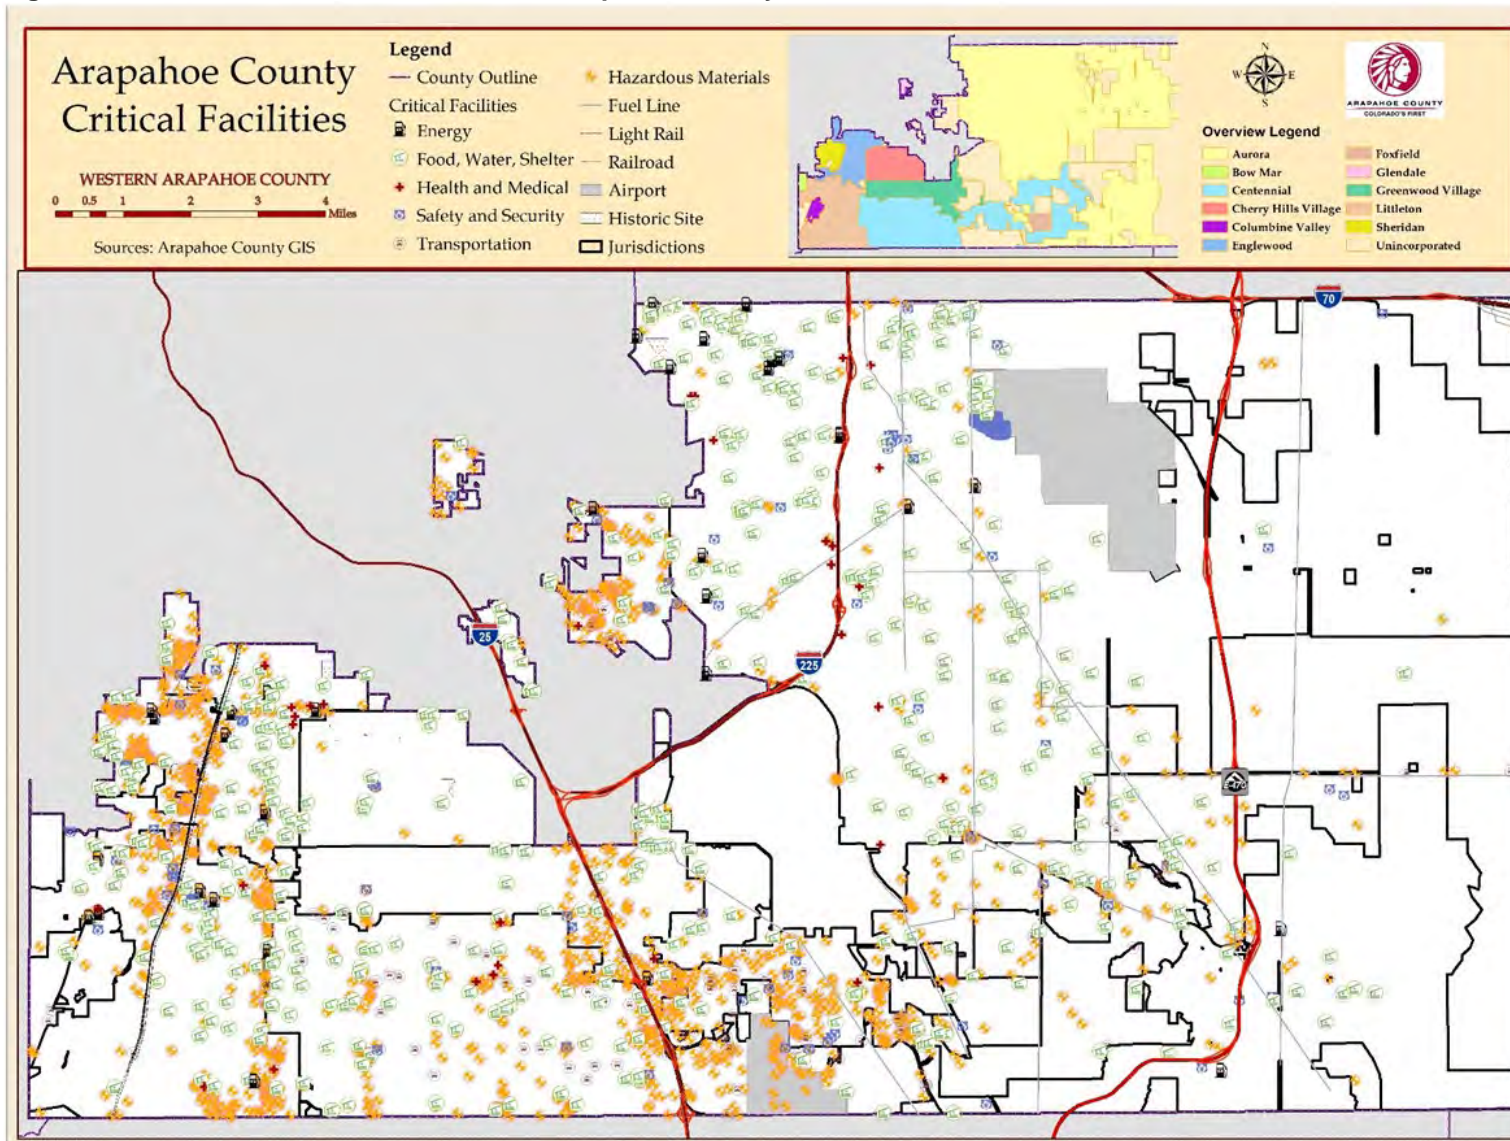 Arapahoe County
Critical Facilities
WESTERN ARAPAHOE COUNTY
0 0.5 1 2 3 4
Miles
Sources: Arapahoe County GIS
Legend
County Outline
Critical Facilities
Energy
Food, Water, Shelter
Health and Medical
Safety and Security
Transportation
Hazardous Materials
Fuel Line
Light Rail
Railroad
Airport
Historic Site
Jurisdictions
N
W E
S
ARAPAHOE COUNTY
COLORADO'S FIRST
Overview Legend
Aurora
Bow Mar
Centennial
Cherry Hills Village
Columbine Valley
Englewood
Foxfield
Glendale
Greenwood Village
Littleton
Sheridan
Unincorporated
70
25
225
E-470